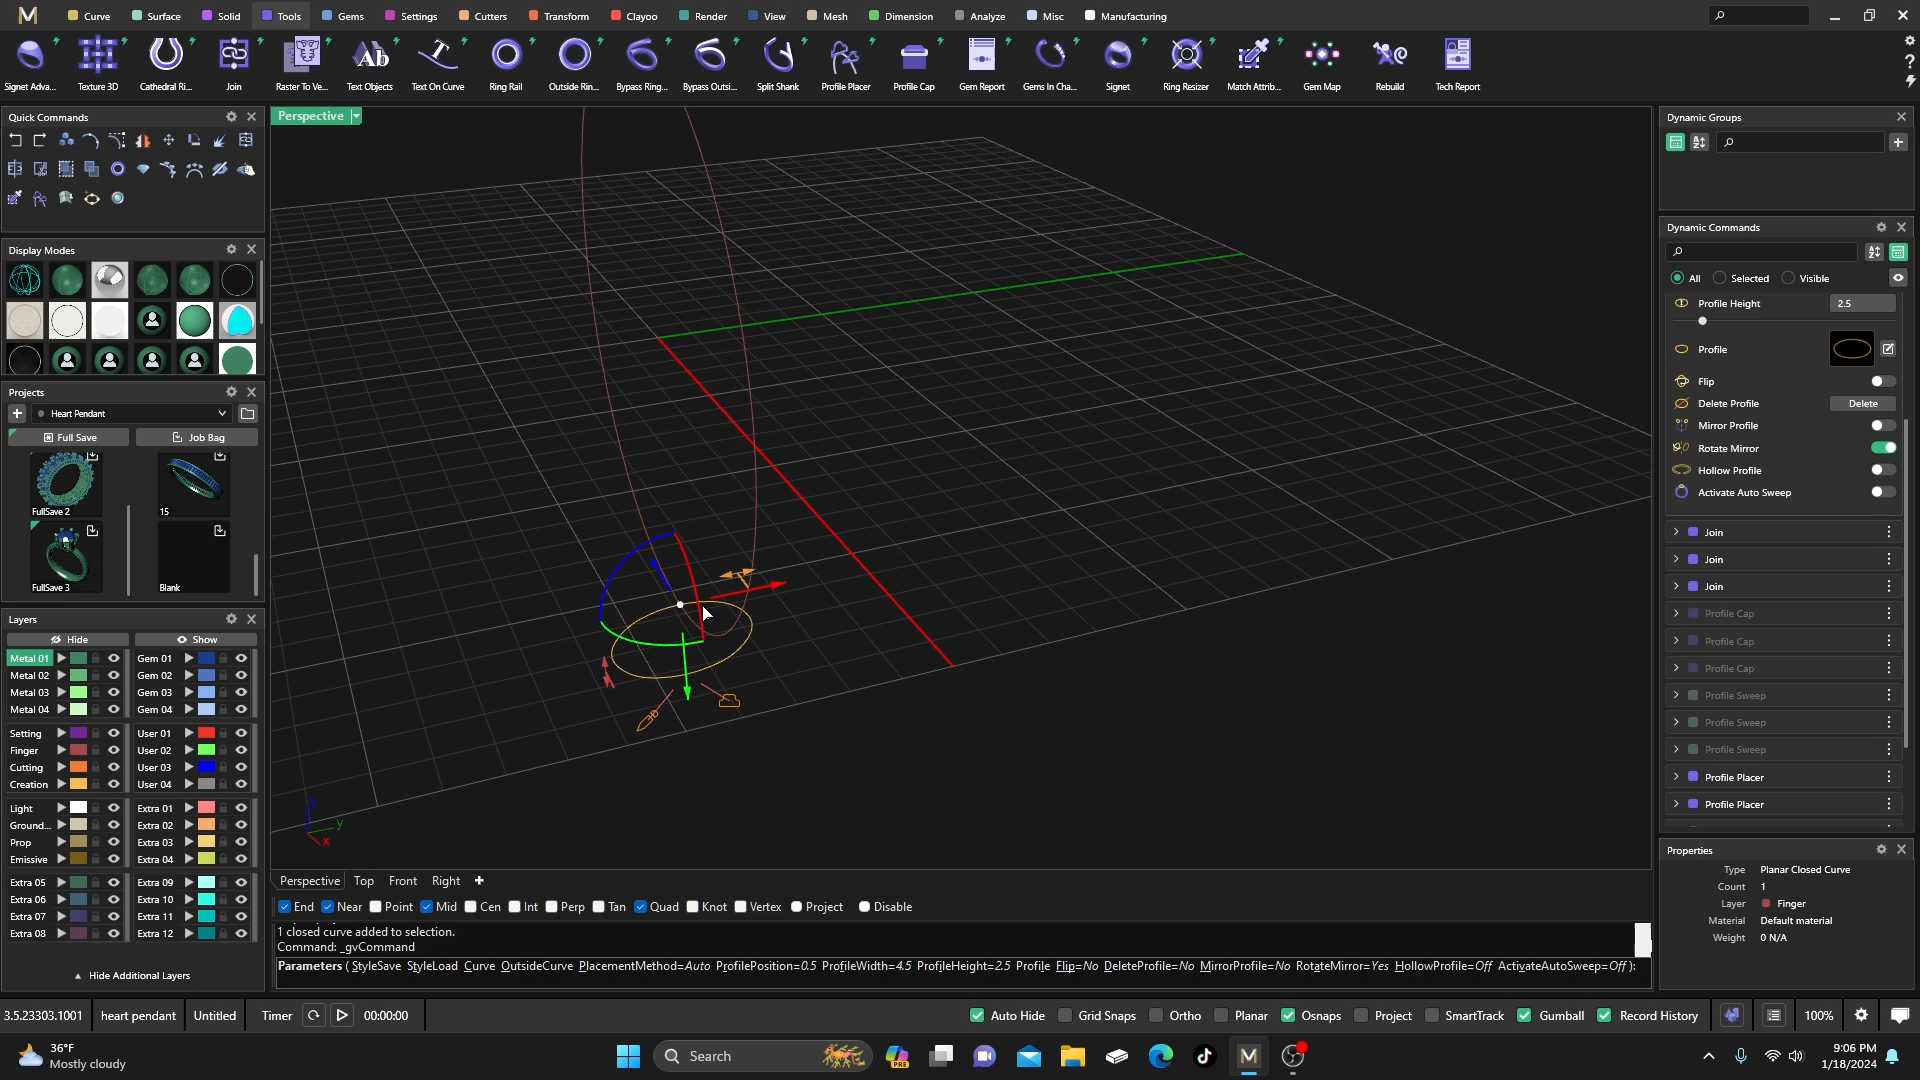 Curve Surface Solid Tools Gems Settings Cutters Transform Clayoo Render View Mesh Dimension Analyze Misc Manufacturing
Signet Adva... Texture 3D Cathedral Ri... Join Raster To Ve... Text Objects Text On Curve Ring Rail Outside Rin... Bypass Ring... Bypass Outsi... Split Shank Profile Placer Profile Cap Gem Report Gems In Cha... Signet Ring Resizer Match Attrib... Gem Map Rebuild Tech Report
Quick Commands
Display Modes
Projects
Heart Pendant
Full Save Job Bag
FullSave 2 15
FullSave 3 Blank
Layers
Hide Show
Metal 01 Gem 01
Metal 02 Gem 02
Metal 03 Gem 03
Metal 04 Gem 04
Setting User 01
Finger User 02
Cutting User 03
Creation User 04
Light Extra 01
Ground... Extra 02
Prop Extra 03
Emissive Extra 04
Extra 05 Extra 09
Extra 06 Extra 10
Extra 07 Extra 11
Extra 08 Extra 12
Hide Additional Layers
Perspective
z
y
x
Perspective Top Front Right
End Near Point Mid Cen Int Perp Tan Quad Knot Vertex Project Disable
1 closed curve added to selection.
Command: _gvCommand
Parameters ( StyleSave StyleLoad Curve OutsideCurve PlacementMethod=Auto ProfilePosition=0.5 ProfileWidth=4.5 ProfileHeight=2.5 Profile Flip=No DeleteProfile=No MirrorProfile=No RotateMirror=Yes HollowProfile=Off ActivateAutoSweep=Off ):
Dynamic Groups
Dynamic Commands
All Selected Visible
Profile Height 2.5
Profile
Flip
Delete Profile Delete
Mirror Profile
Rotate Mirror
Hollow Profile
Activate Auto Sweep
Join
Join
Join
Profile Cap
Profile Cap
Profile Cap
Profile Sweep
Profile Sweep
Profile Sweep
Profile Placer
Profile Placer
Properties
Type Planar Closed Curve
Count 1
Layer Finger
Material Default material
Weight 0 N/A
3.5.23303.1001 heart pendant Untitled Timer 00:00:00 Auto Hide Grid Snaps Ortho Planar Osnaps Project SmartTrack Gumball Record History 100%
36°F
Mostly cloudy
Search
PRE
9:06 PM
1/18/2024